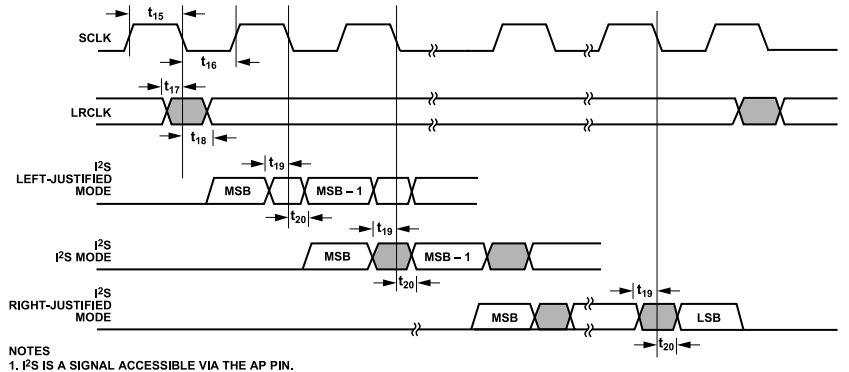 t15
SCLK
t16
t17
LRCLK
t18
I2S
LEFT-JUSTIFIED
MODE
t19
MSB
MSB – 1
t20
I2S
I2S MODE
t19
MSB
MSB – 1
t20
I2S
RIGHT-JUSTIFIED
MODE
t19
MSB
LSB
t20
NOTES
1. I2S IS A SIGNAL ACCESSIBLE VIA THE AP PIN.